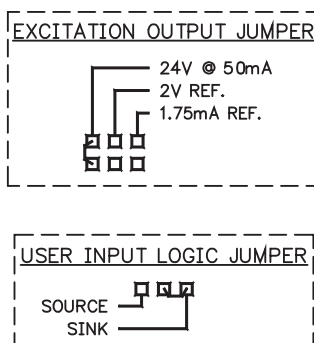 EXCITATION OUTPUT JUMPER
24V @ 50mA
2V REF.
1.75mA REF.
USER INPUT LOGIC JUMPER
SOURCE
SINK